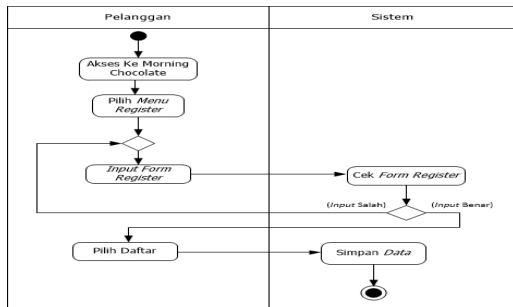 Pelanggan
Sistem
Akses Ke Morning
Chocolate
Pilih Menu
Register
Input Form
Register
Cek Form Register
(Input Salah)
(Input Benar)
Pilih Daftar
Simpan Data